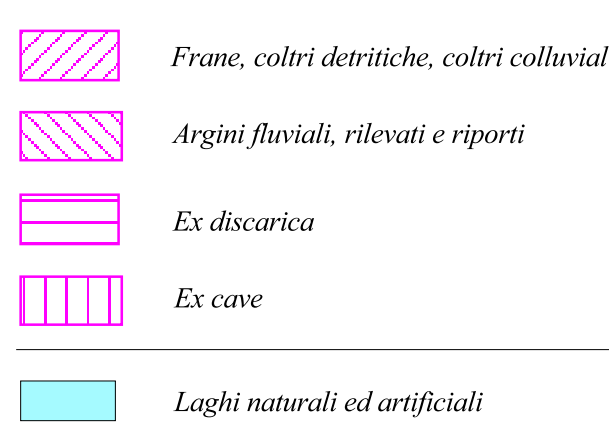 Frane, coltri detritiche, coltri colluvial
Argini fluviali, rilevati e riporti
Ex discarica
Ex cave
Laghi naturali ed artificiali